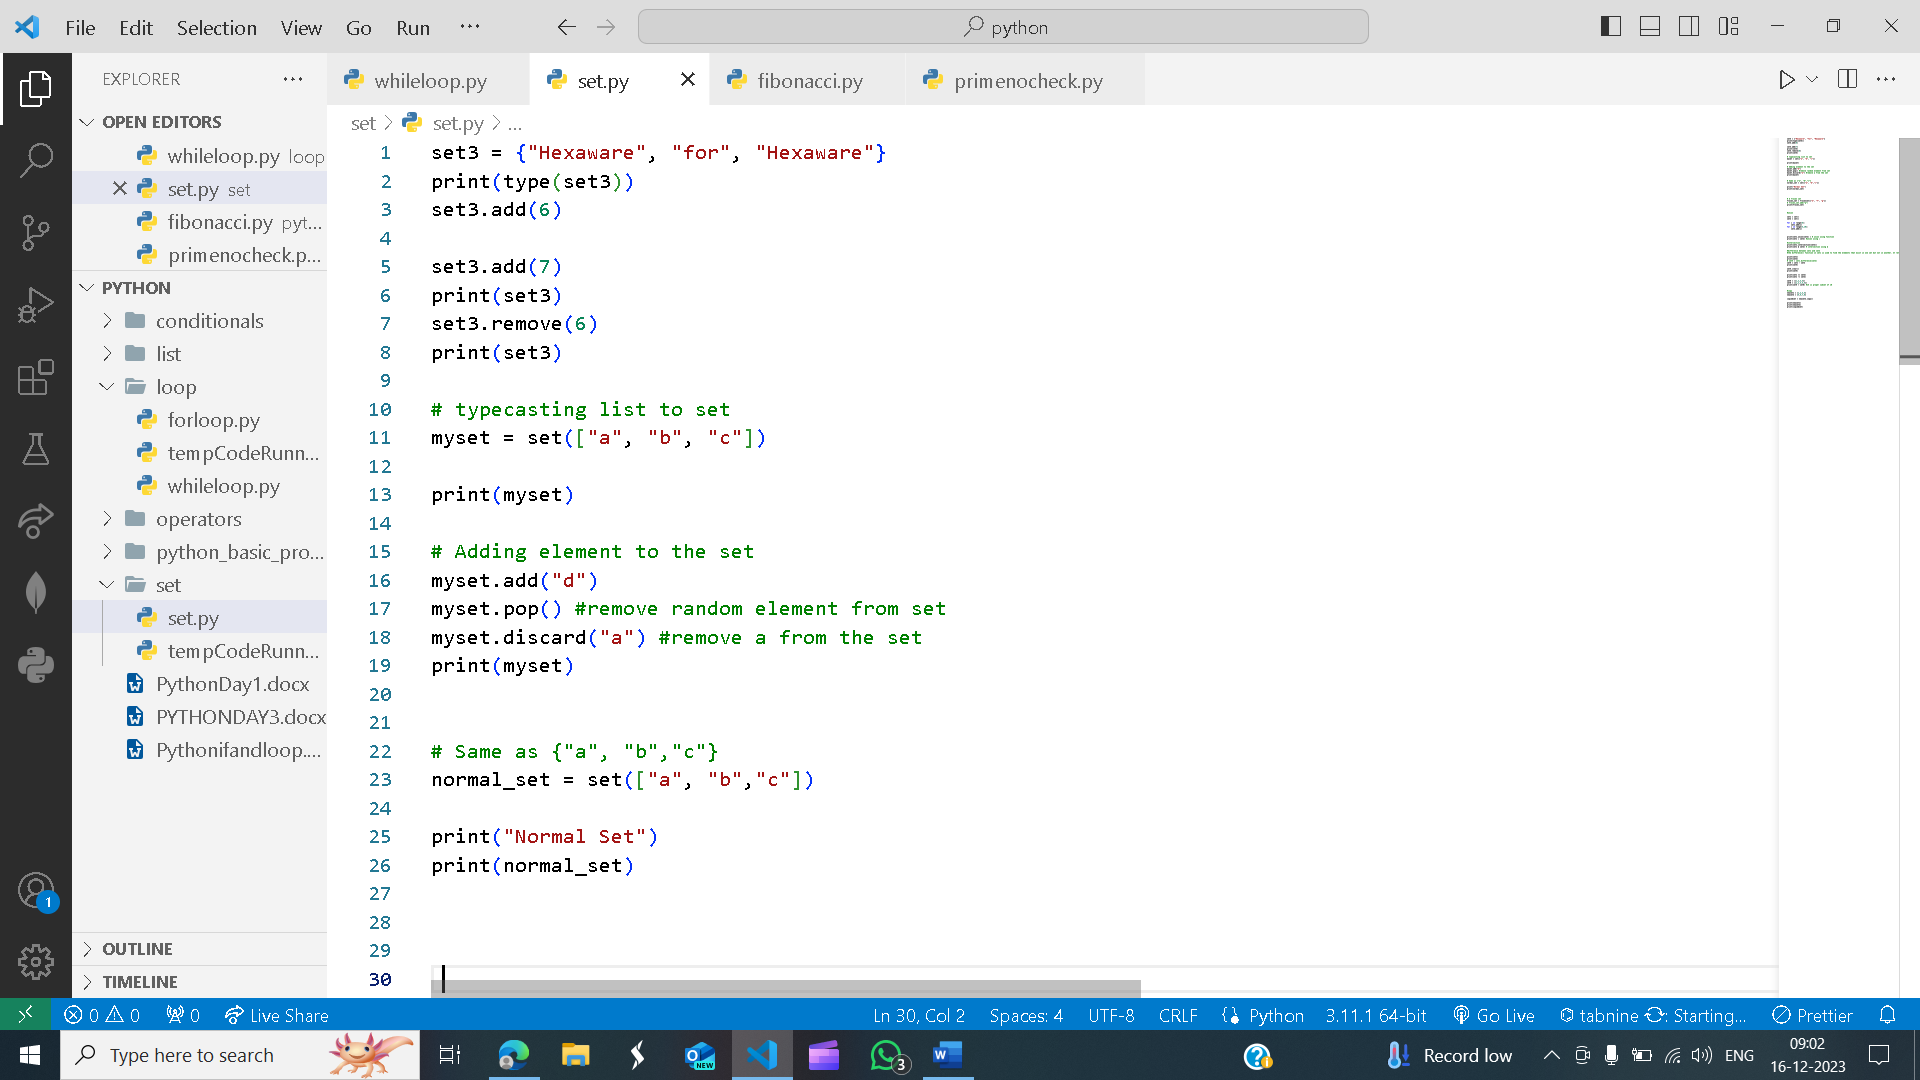 File Edit Selection View Go Run ···
python
EXPLORER
whileloop.py
set.py
fibonacci.py
primenocheck.py
OPEN EDITORS
whileloop.py loop
set.py set
fibonacci.py pyt...
primenocheck.p...
PYTHON
conditionals
list
loop
forloop.py
tempCodeRunn...
whileloop.py
operators
python_basic_pro...
set
set.py
tempCodeRunn...
PythonDay1.docx
PYTHONDAY3.docx
Pythonifandloop....
OUTLINE
TIMELINE
1
set > set.py > ...
1 set3 = {"Hexaware", "for", "Hexaware"}
2 print(type(set3))
3 set3.add(6)
4
5 set3.add(7)
6 print(set3)
7 set3.remove(6)
8 print(set3)
9
10 # typecasting list to set
11 myset = set(["a", "b", "c"])
12
13 print(myset)
14
15 # Adding element to the set
16 myset.add("d")
17 myset.pop() #remove random element from set
18 myset.discard("a") #remove a from the set
19 print(myset)
20
21
22 # Same as {"a", "b","c"}
23 normal_set = set(["a", "b","c"])
24
25 print("Normal Set")
26 print(normal_set)
27
28
29
30
0 0 0 Live Share Ln 30, Col 2 Spaces: 4 UTF-8 CRLF Python 3.11.1 64-bit Go Live tabnine Starting... Prettier
Type here to search
NEW
3
Record low
ENG
09:02
16-12-2023